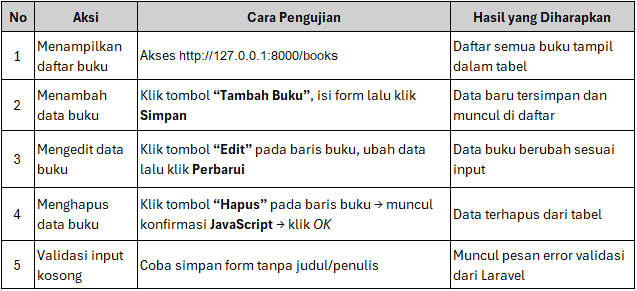 No Aksi Cara Pengujian Hasil yang Diharapkan
1 Menampilkan daftar buku Akses http://127.0.0.1:8000/books Daftar semua buku tampil dalam tabel
2 Menambah data buku Klik tombol “Tambah Buku”, isi form lalu klik Simpan Data baru tersimpan dan muncul di daftar
3 Mengedit data buku Klik tombol “Edit” pada baris buku, ubah data lalu klik Perbarui Data buku berubah sesuai input
4 Menghapus data buku Klik tombol “Hapus” pada baris buku → muncul konfirmasi JavaScript → klik OK Data terhapus dari tabel
5 Validasi input kosong Coba simpan form tanpa judul/penulis Muncul pesan error validasi dari Laravel